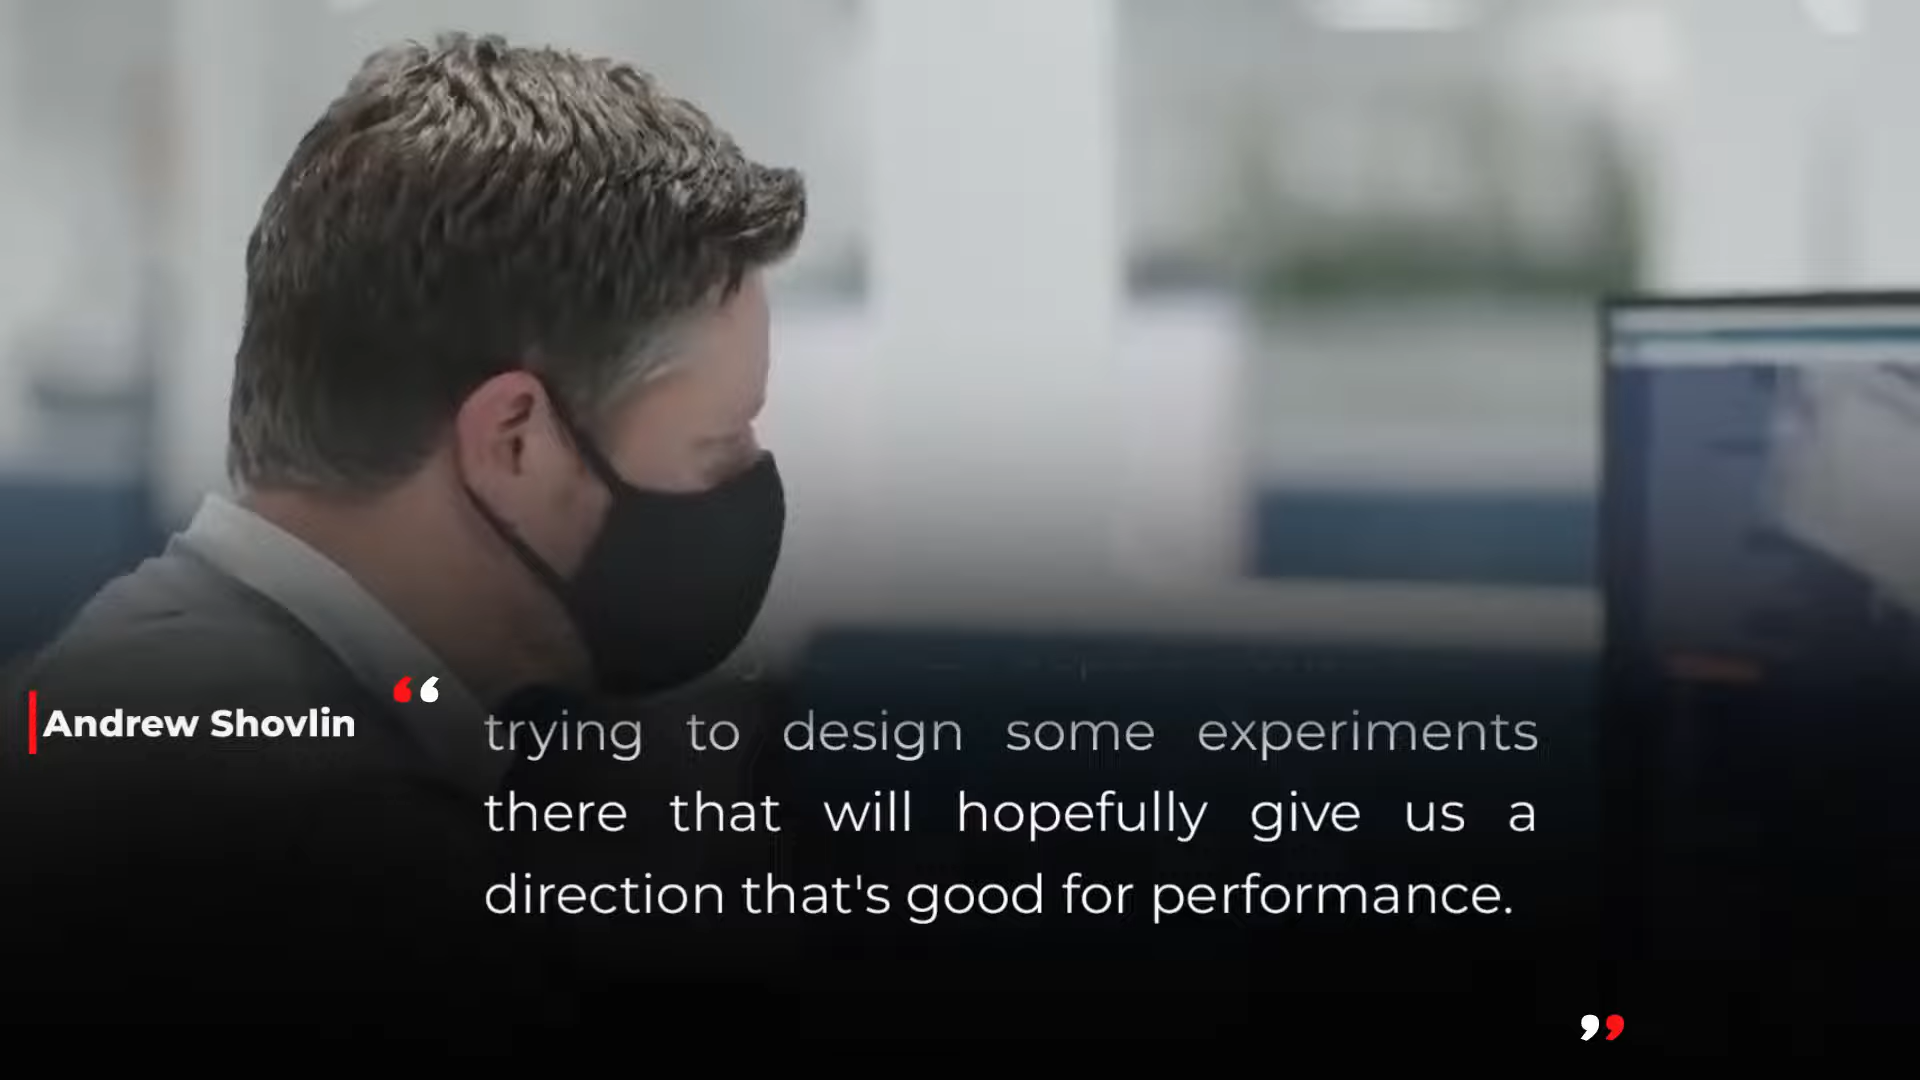 Andrew Shovlin
“
trying to design some experiments
there that will hopefully give us a
direction that's good for performance.
”